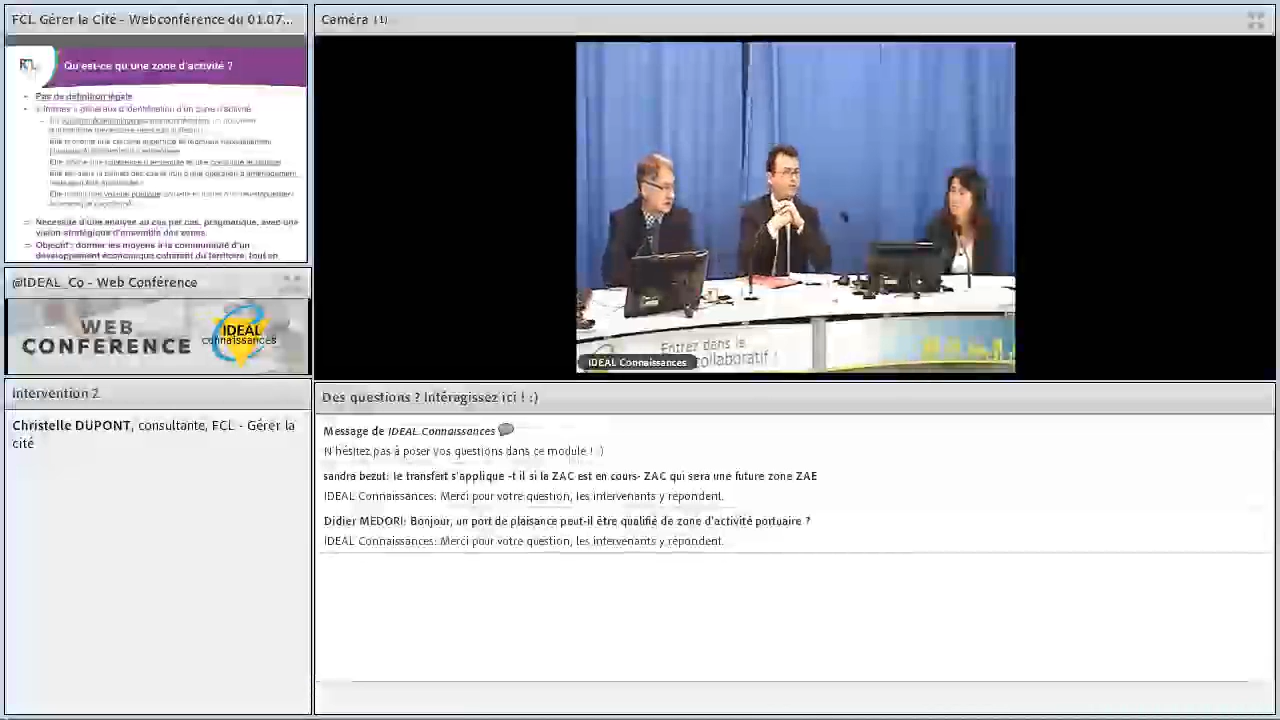 FCL Gérer la Cité - Webconférence du 01.07...
Qu'est-ce qu'une zone d'activité ?
Pas de définition légale
généraux d'identification d'un zone d'activité
Nécessité d'une analyse au cas par cas, pragmatique, avec une
vision stratégique d'ensemble des zones.
Objectif : donner les moyens à la communauté d'un
développement économique cohérent du territoire, tout en
@IDEAL_Co - Web Conférence
WEB
CONFERENCE
IDEAL
connaissances
Intervention 2
Christelle DUPONT, consultante, FCL - Gérer la
cité
Caméra (1)
Entrez dans le
collaboratif !
IDEAL Connaissances
Des questions ? Intéragissez ici ! :)
Message de IDEAL Connaissances
N'hésitez pas à poser vos questions dans ce module ! :)
sandra bezut: le transfert s'applique -t il si la ZAC est en cours- ZAC qui sera une future zone ZAE
IDEAL Connaissances: Merci pour votre question, les intervenants y répondent.
Didier MEDORI: Bonjour, un port de plaisance peut-il être qualifié de zone d'activité portuaire ?
IDEAL Connaissances: Merci pour votre question, les intervenants y répondent.